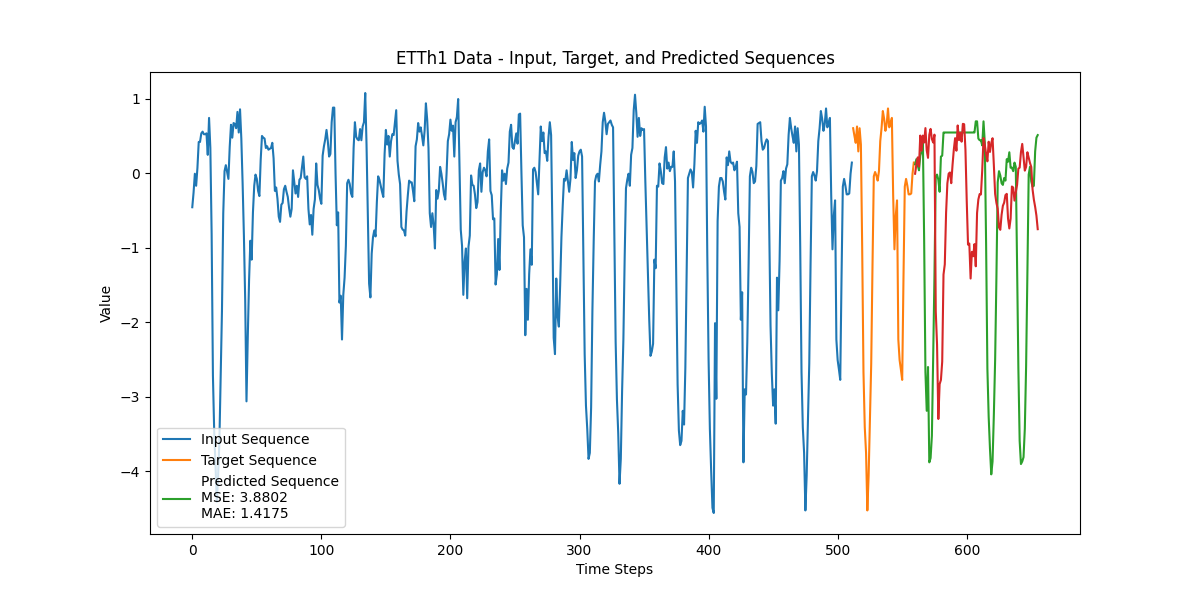 ETTh1 Data - Input, Target, and Predicted Sequences
Value
1
0
−1
−2
−3
−4
Input Sequence
Target Sequence
Predicted Sequence
MSE: 3.8802
MAE: 1.4175
0 100 200 300 400 500 600
Time Steps